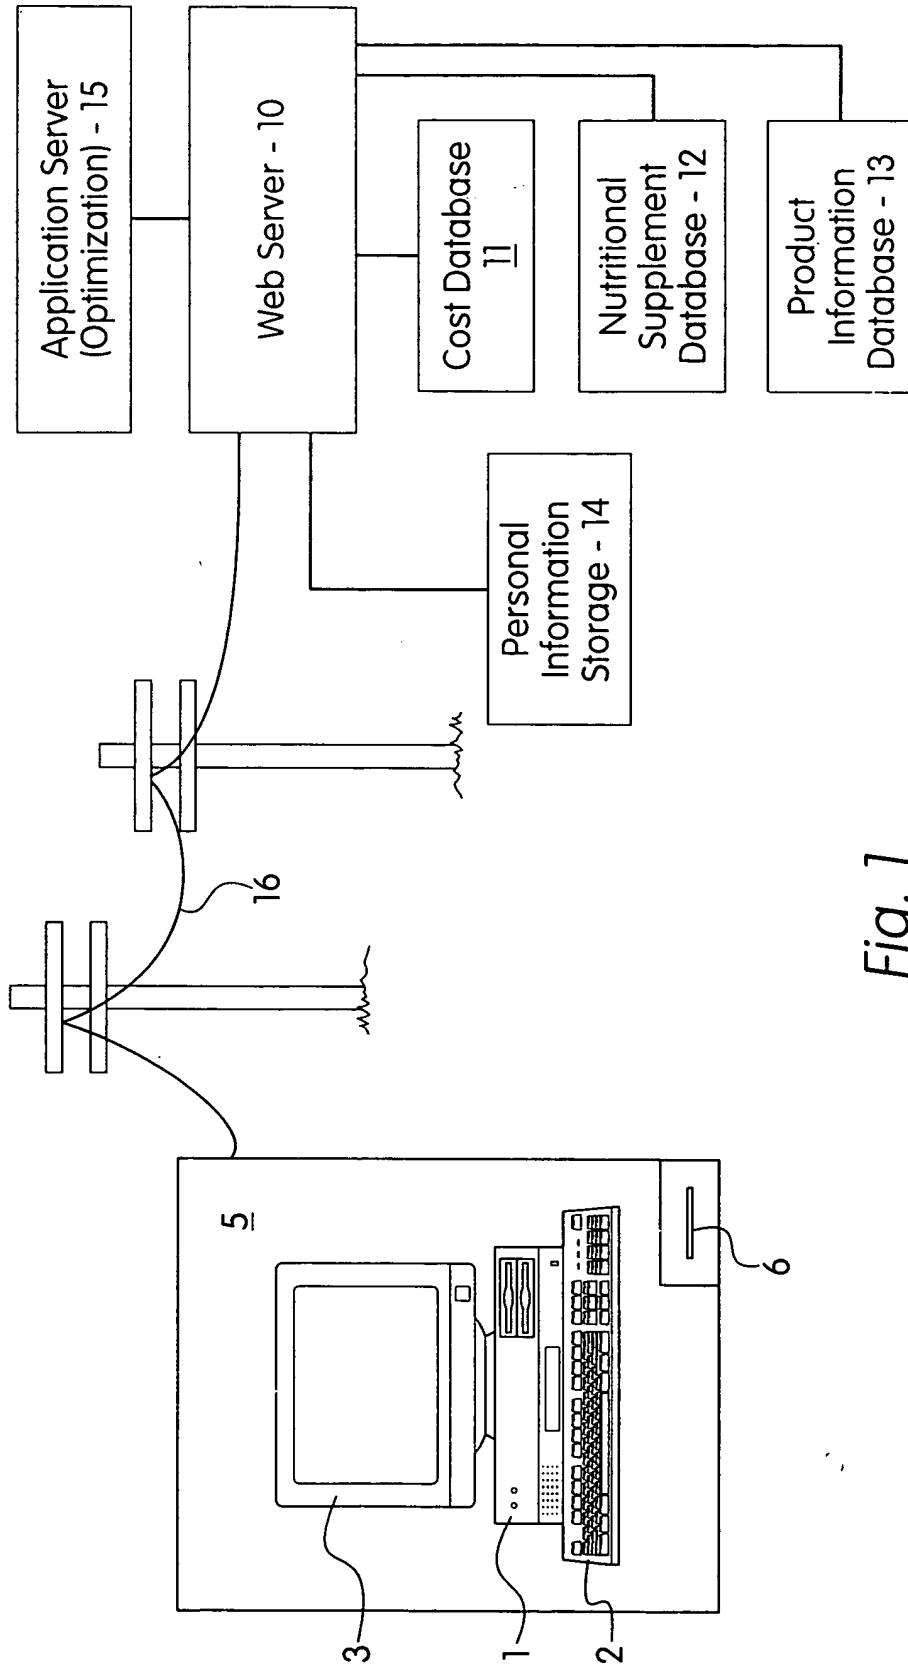 Application Server
(Optimization) - 15
Web Server - 10
Cost Database
11
Nutritional
Supplement
Database - 12
Product
Information
Database - 13
Personal
Information
Storage - 14
16
5
6
3
1
2
Fig. 1